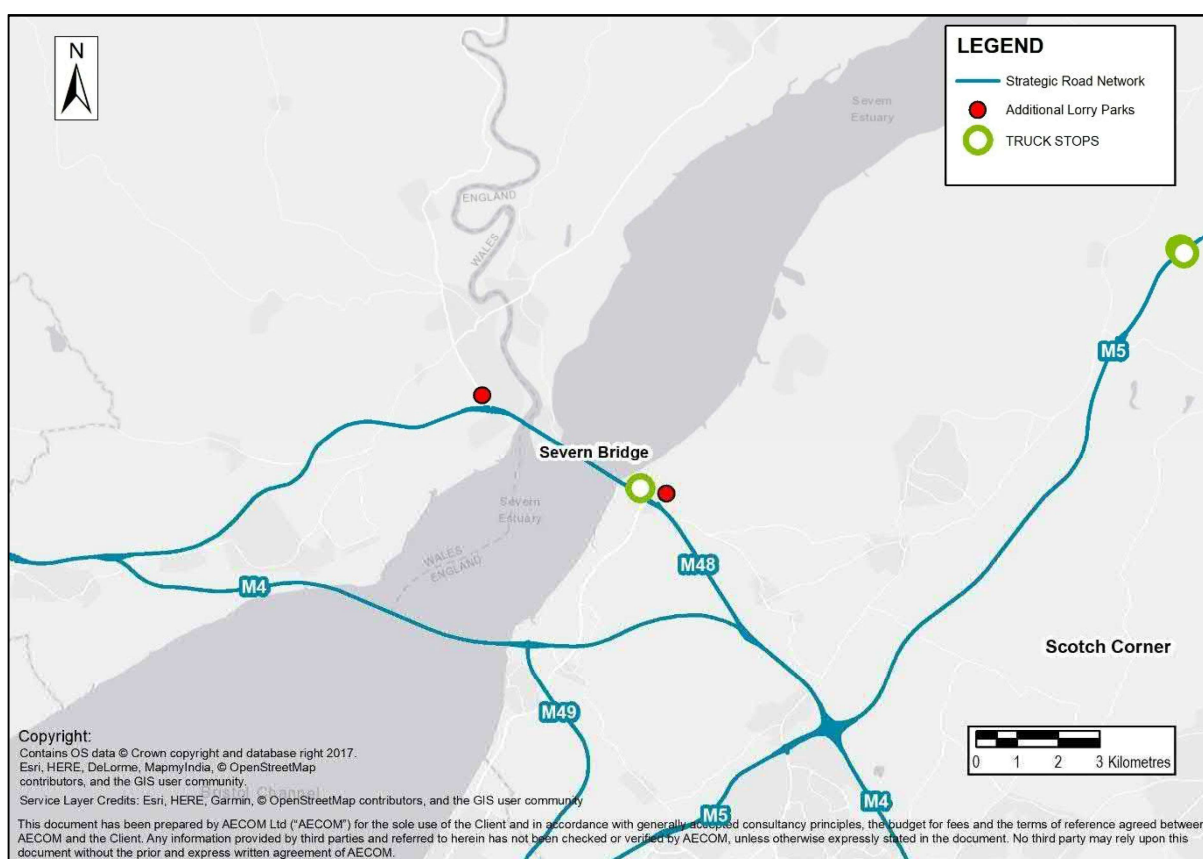 N
LEGEND
Strategic Road Network
Additional Lorry Parks
TRUCK STOPS
Severn
Estuary
ENGLAND
WALES
M5
Severn Bridge
Severn
Estuary
WALES
ENGLAND
M48
M4
Scotch Corner
M49
0 1 2 3 Kilometres
M5
M4
Copyright:
Contains OS data © Crown copyright and database right 2017.
Esri, HERE, DeLorme, MapmyIndia, © OpenStreetMap
contributors, and the GIS user community.
Bristol Channel
Service Layer Credits: Esri, HERE, Garmin, © OpenStreetMap contributors, and the GIS user community
This document has been prepared by AECOM Ltd ("AECOM") for the sole use of the Client and in accordance with generally accepted consultancy principles, the budget for fees and the terms of reference agreed between
AECOM and the Client. Any information provided by third parties and referred to herein has not been checked or verified by AECOM, unless otherwise expressly stated in the document. No third party may rely upon this
document without the prior and express written agreement of AECOM.